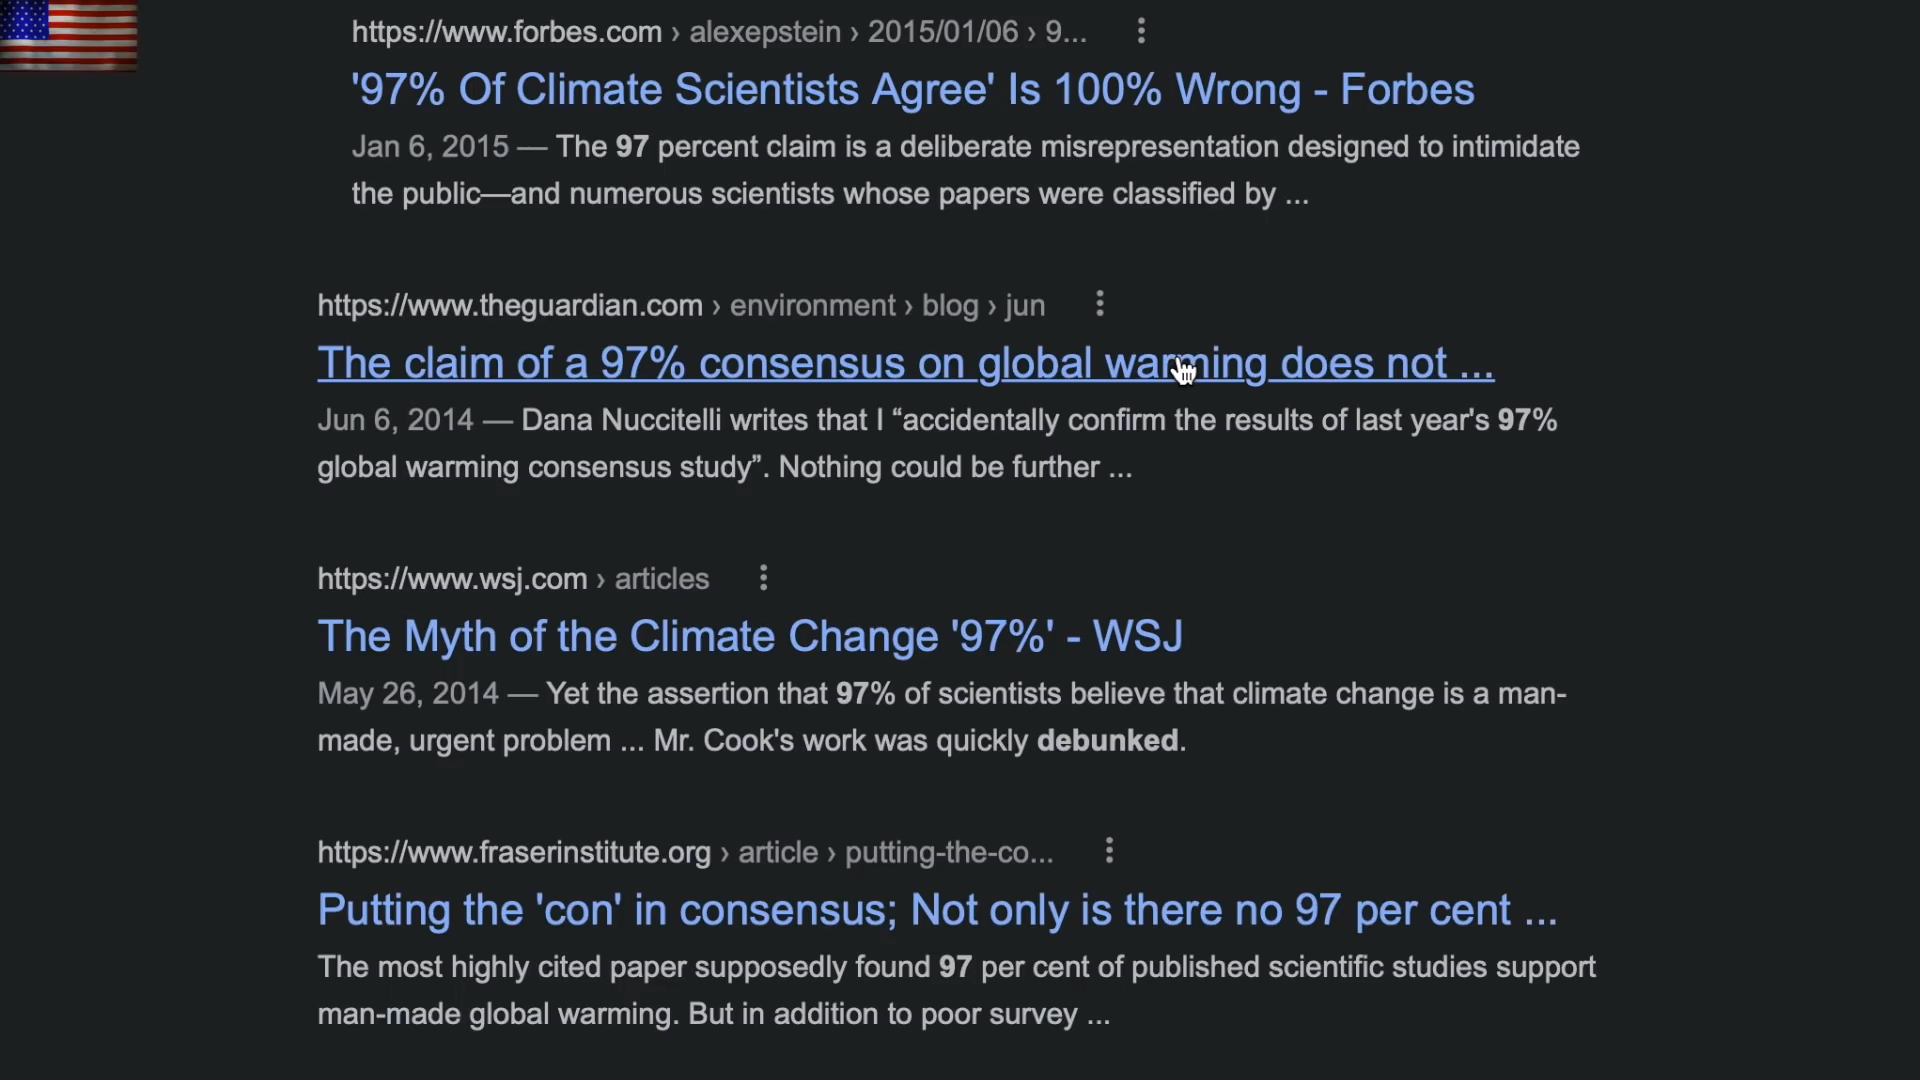 https://www.forbes.com › alexepstein › 2015/01/06 › 9...
'97% Of Climate Scientists Agree' Is 100% Wrong - Forbes
Jan 6, 2015 — The 97 percent claim is a deliberate misrepresentation designed to intimidate
the public—and numerous scientists whose papers were classified by ...
https://www.theguardian.com › environment › blog › jun
The claim of a 97% consensus on global warming does not ...
Jun 6, 2014 — Dana Nuccitelli writes that I “accidentally confirm the results of last year's 97%
global warming consensus study”. Nothing could be further ...
https://www.wsj.com › articles
The Myth of the Climate Change '97%' - WSJ
May 26, 2014 — Yet the assertion that 97% of scientists believe that climate change is a man-
made, urgent problem ... Mr. Cook's work was quickly debunked.
https://www.fraserinstitute.org › article › putting-the-co...
Putting the 'con' in consensus; Not only is there no 97 per cent ...
The most highly cited paper supposedly found 97 per cent of published scientific studies support
man-made global warming. But in addition to poor survey ...